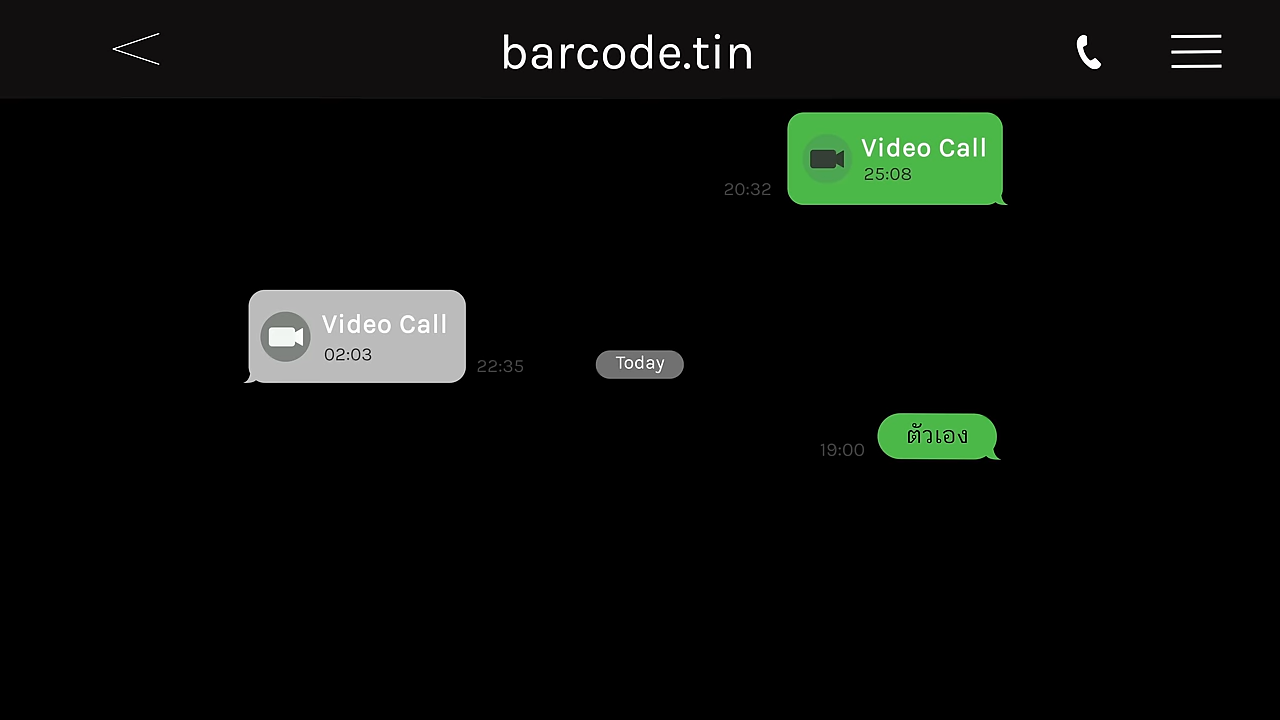 barcode.tin
Video Call
25:08
20:32
Video Call
02:03
22:35
Today
ตัวเอง
19:00